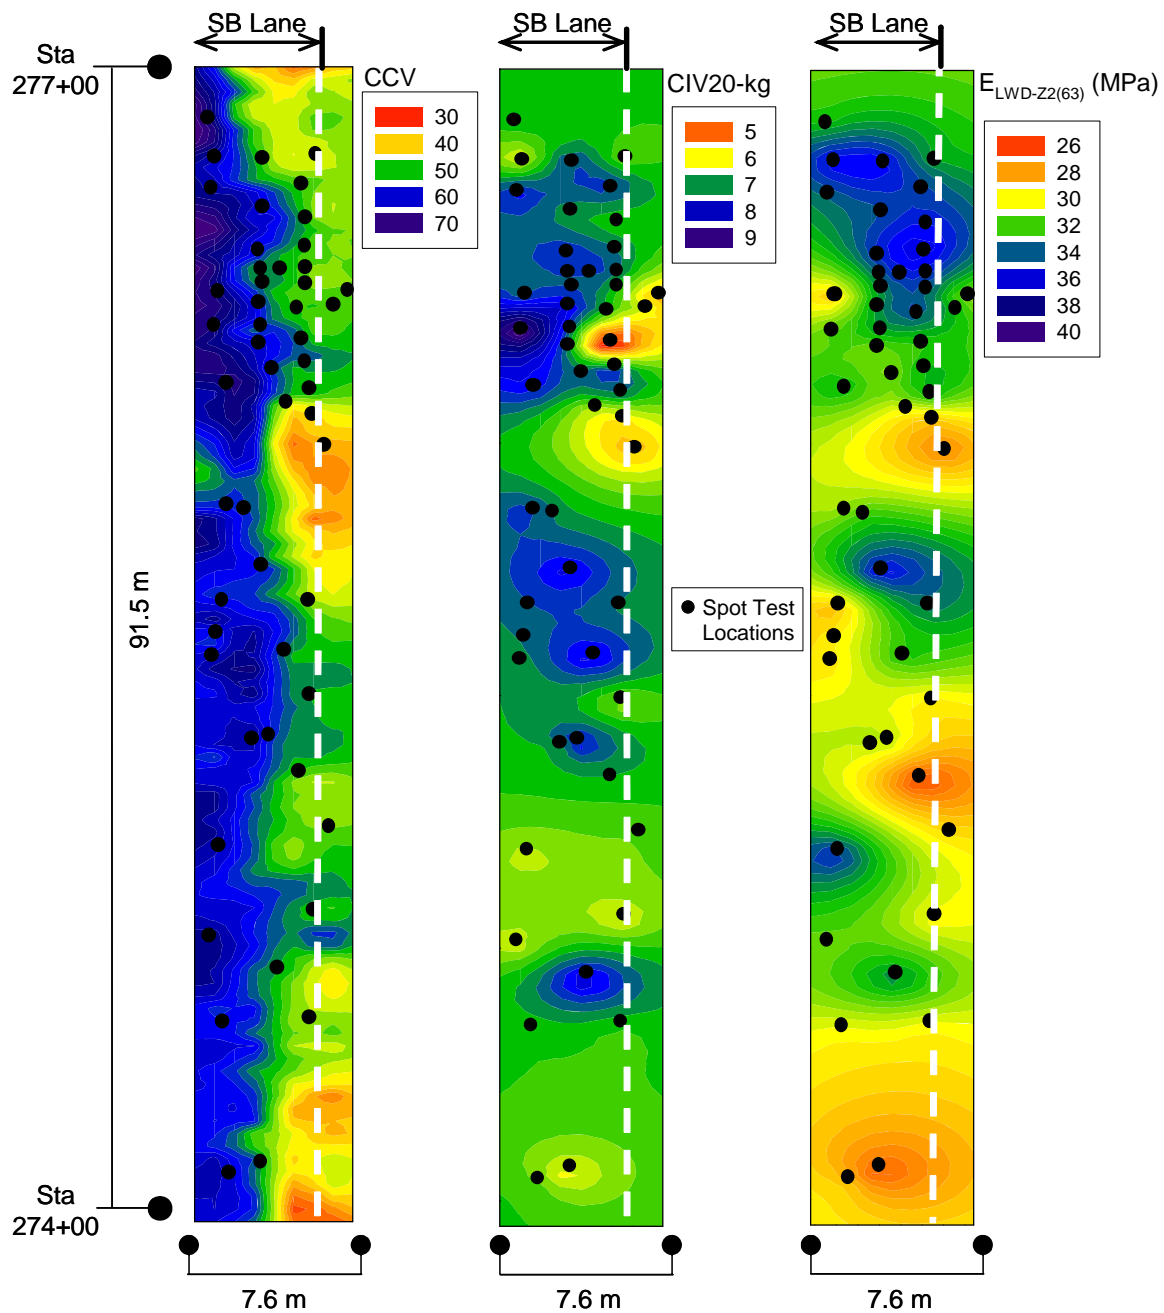 SB Lane
SB Lane
SB Lane
Sta
277+00
CCV
30
40
50
60
70
CIV20-kg
5
6
7
8
9
E_LWD-Z2(63) (MPa)
26
28
30
32
34
36
38
40
91.5 m
Spot Test
Locations
Sta
274+00
7.6 m
7.6 m
7.6 m